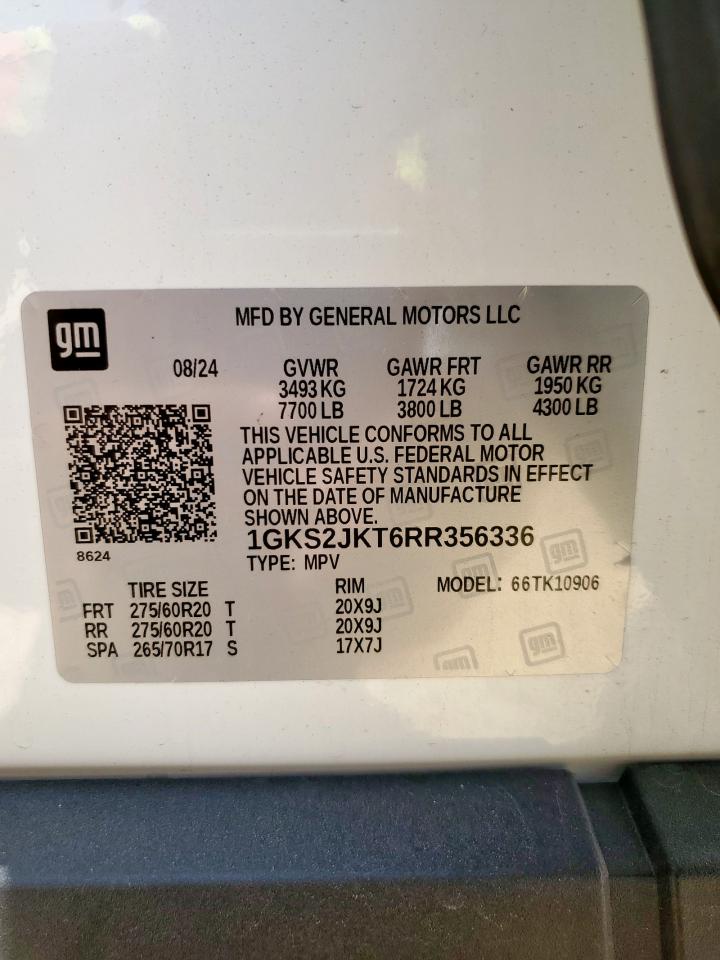 gm
MFD BY GENERAL MOTORS LLC
08/24 GVWR GAWR FRT GAWR RR
3493 KG 1724 KG 1950 KG
7700 LB 3800 LB 4300 LB
THIS VEHICLE CONFORMS TO ALL
APPLICABLE U.S. FEDERAL MOTOR
VEHICLE SAFETY STANDARDS IN EFFECT
ON THE DATE OF MANUFACTURE
SHOWN ABOVE.
1GKS2JKT6RR356336
8624
TYPE: MPV
TIRE SIZE RIM MODEL: 66TK10906
FRT 275/60R20 T 20X9J
RR 275/60R20 T 20X9J
SPA 265/70R17 S 17X7J
gm
gm
gm